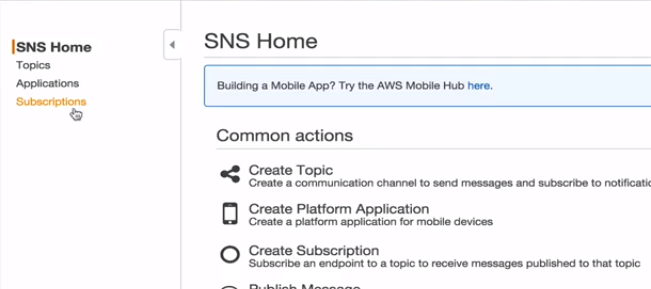 SNS Home
Topics
Applications
Subscriptions
SNS Home
Building a Mobile App? Try the AWS Mobile Hub here.
Common actions
Create Topic
Create a communication channel to send messages and subscribe to
Create Platform Application
Create a platform application for mobile devices
Create Subscription
Subscribe an endpoint to a topic to receive messages published to that topic
Publish Message